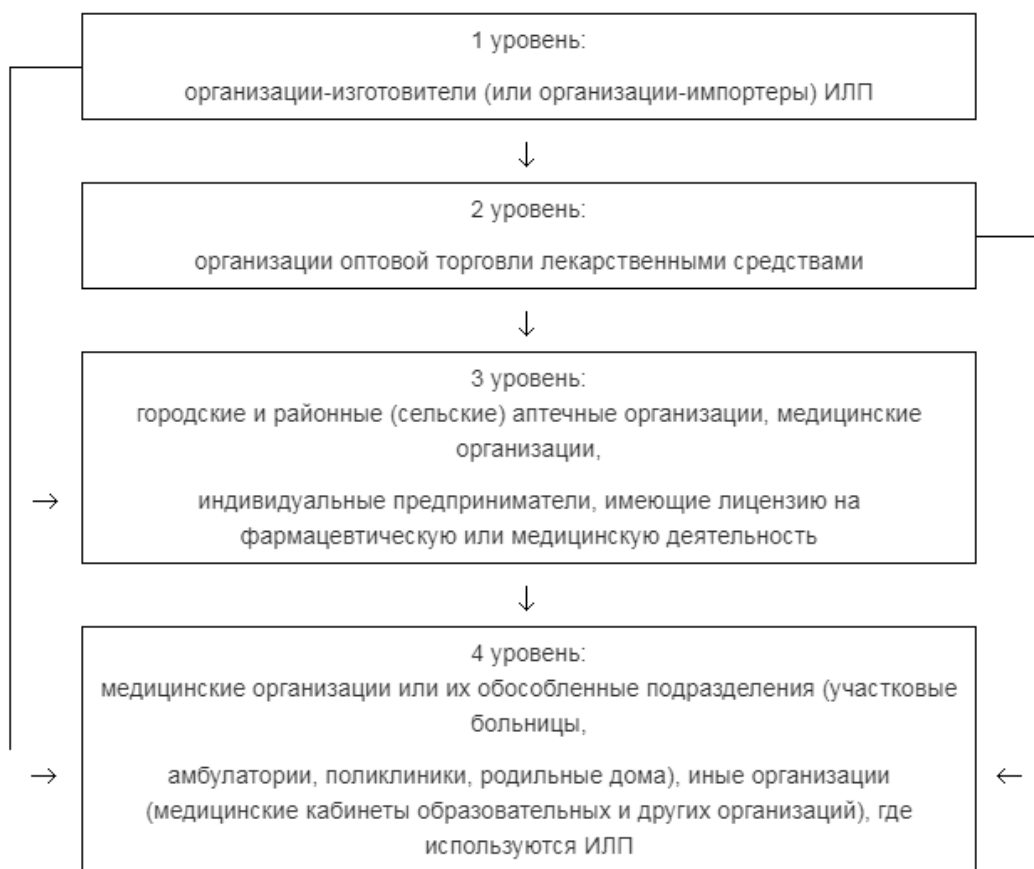 1 уровень:
организации-изготовители (или организации-импортеры) ИЛП
↓
2 уровень:
организации оптовой торговли лекарственными средствами
↓
3 уровень:
городские и районные (сельские) аптечные организации, медицинские
организации,
→
индивидуальные предприниматели, имеющие лицензию на
фармацевтическую или медицинскую деятельность
↓
4 уровень:
медицинские организации или их обособленные подразделения (участковые
больницы,
→
амбулатории, поликлиники, родильные дома), иные организации
←
(медицинские кабинеты образовательных и других организаций), где
используются ИЛП